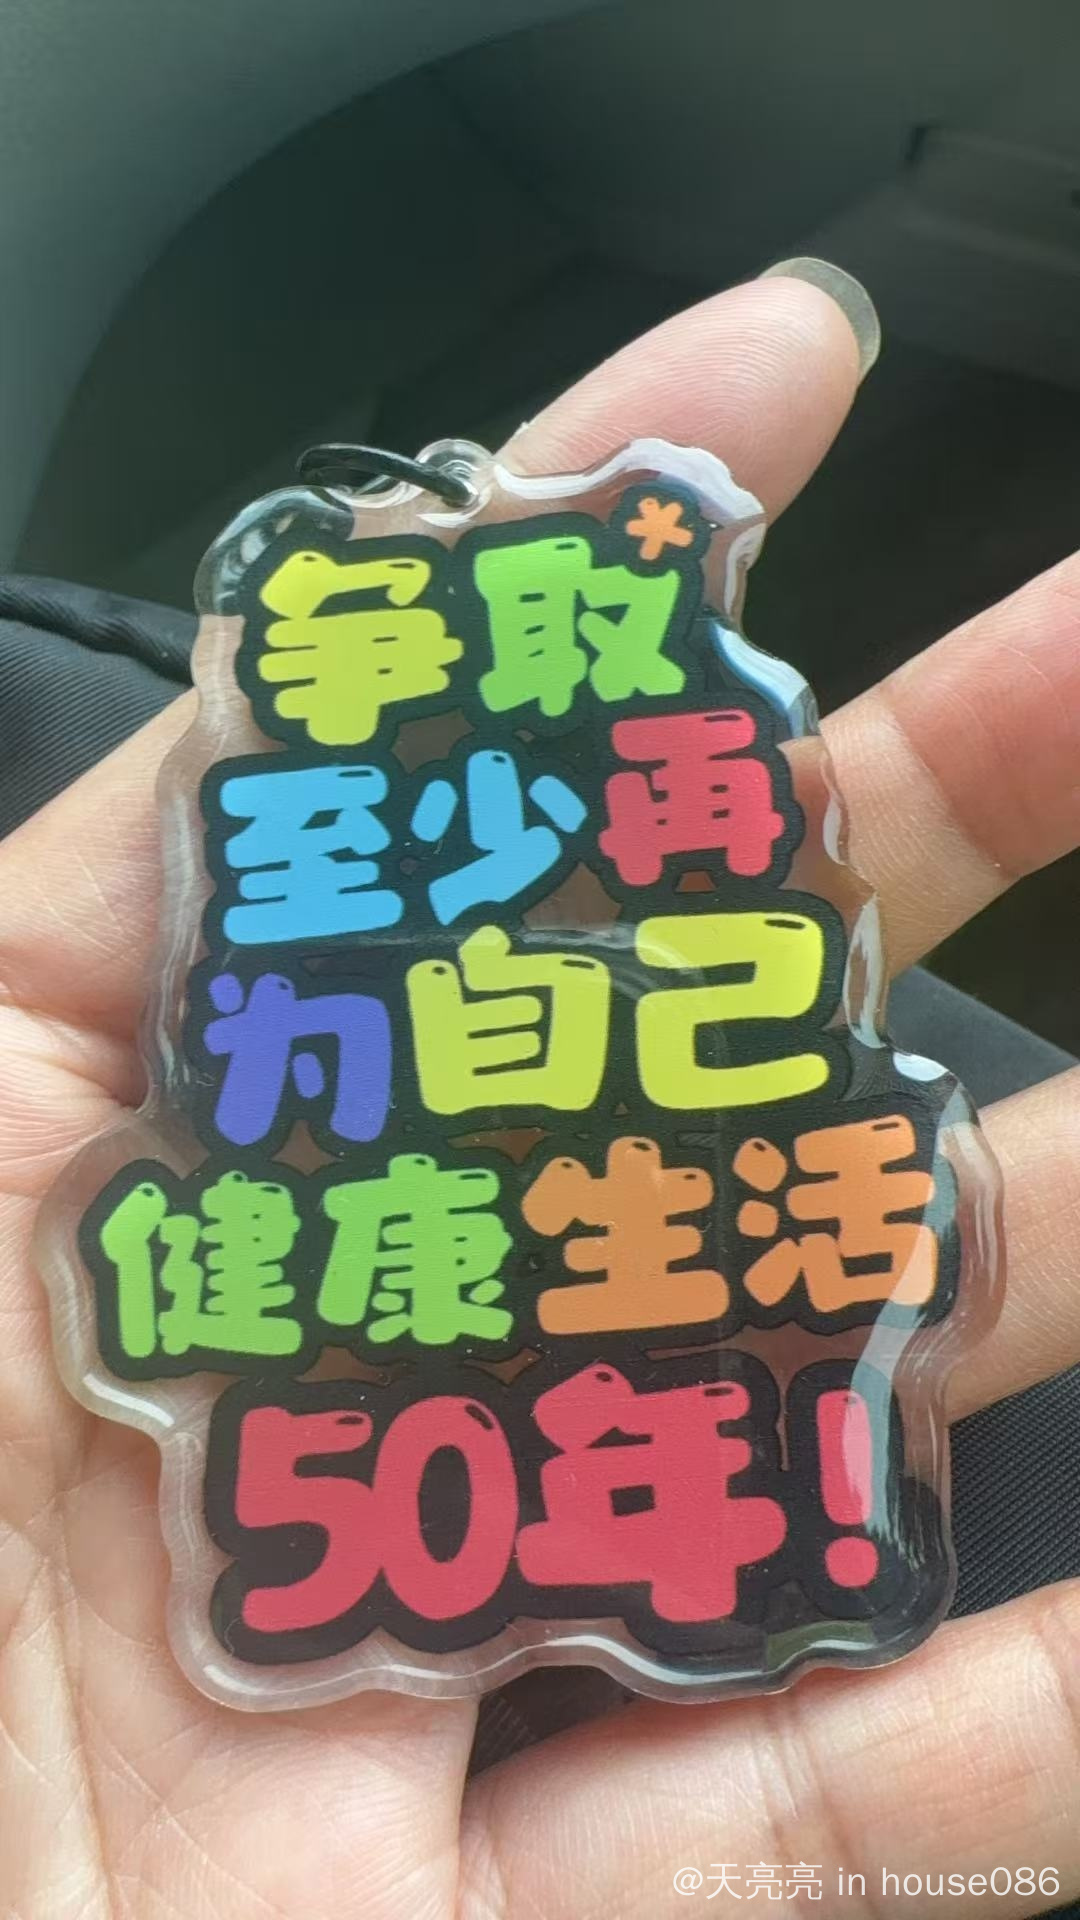 争取
至少再
为自己
健康生活
50年!
@天亮亮 in house086